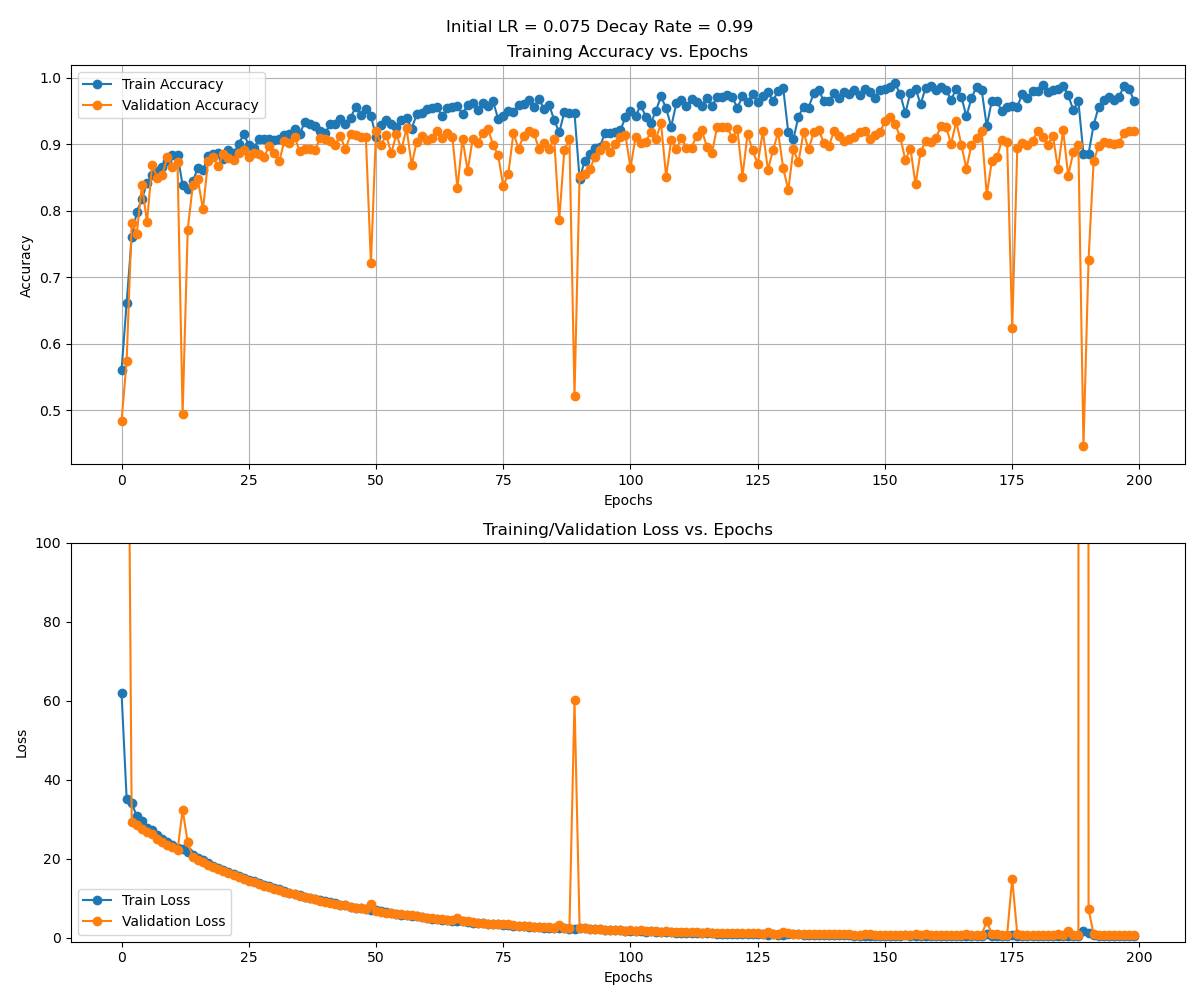 Initial LR = 0.075 Decay Rate = 0.99
Training Accuracy vs. Epochs
Train Accuracy
Validation Accuracy
1.0
0.9
0.8
0.7
0.6
0.5
Accuracy
0 25 50 75 100 125 150 175 200
Epochs
Training/Validation Loss vs. Epochs
100
80
60
40
20
0
Loss
Train Loss
Validation Loss
0 25 50 75 100 125 150 175 200
Epochs